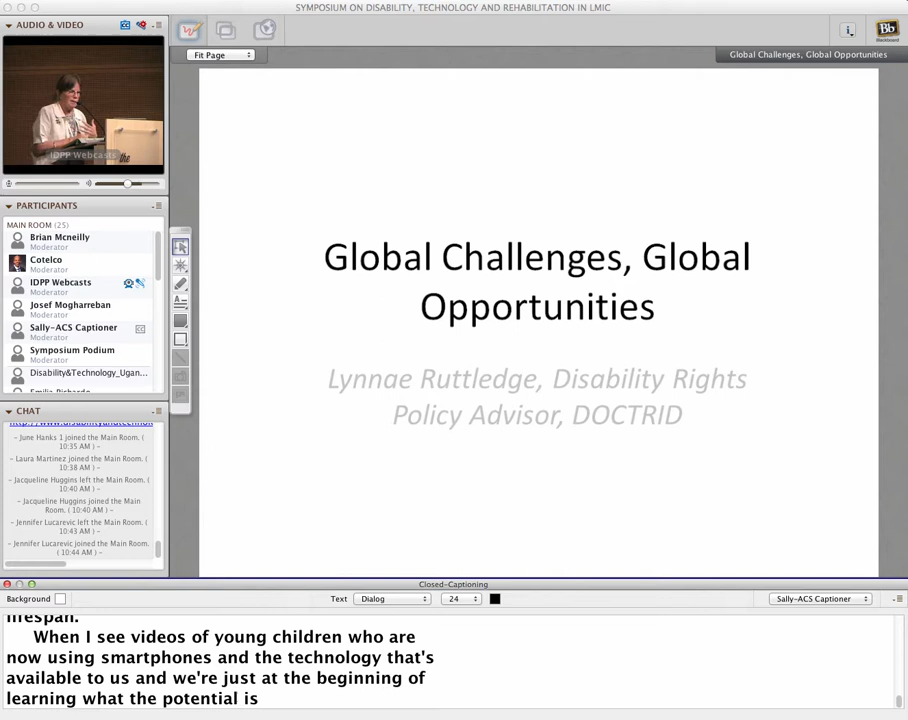 SYMPOSIUM ON DISABILITY, TECHNOLOGY AND REHABILITATION IN LMIC
AUDIO & VIDEO
IDPP Webcasts
the
PARTICIPANTS
MAIN ROOM (25)
Brian Mcneilly
Moderator
Cotelco
Moderator
IDPP Webcasts
Moderator
Josef Mogharreban
Moderator
Sally-ACS Captioner
Moderator
CC
Symposium Podium
Moderator
Disability&Technology_Ugan...
CHAT
– June Hanks 1 joined the Main Room. (
10:35 AM ) –
– Laura Martinez joined the Main Room. (
10:38 AM ) –
– Jacqueline Huggins left the Main Room. (
10:40 AM ) –
– Jacqueline Huggins joined the Main
Room. ( 10:40 AM ) –
– Jennifer Lucarevic left the Main Room. (
10:43 AM ) –
– Jennifer Lucarevic joined the Main Room.
( 10:44 AM ) –
Fit Page
i
Bb
Blackboard
Global Challenges, Global Opportunities
Global Challenges, Global
Opportunities
Lynnae Ruttledge, Disability Rights
Policy Advisor, DOCTRID
Closed-Captioning
Background
Text
Dialog
24
Sally-ACS Captioner
lifespan.
When I see videos of young children who are
now using smartphones and the technology that's
available to us and we're just at the beginning of
learning what the potential is